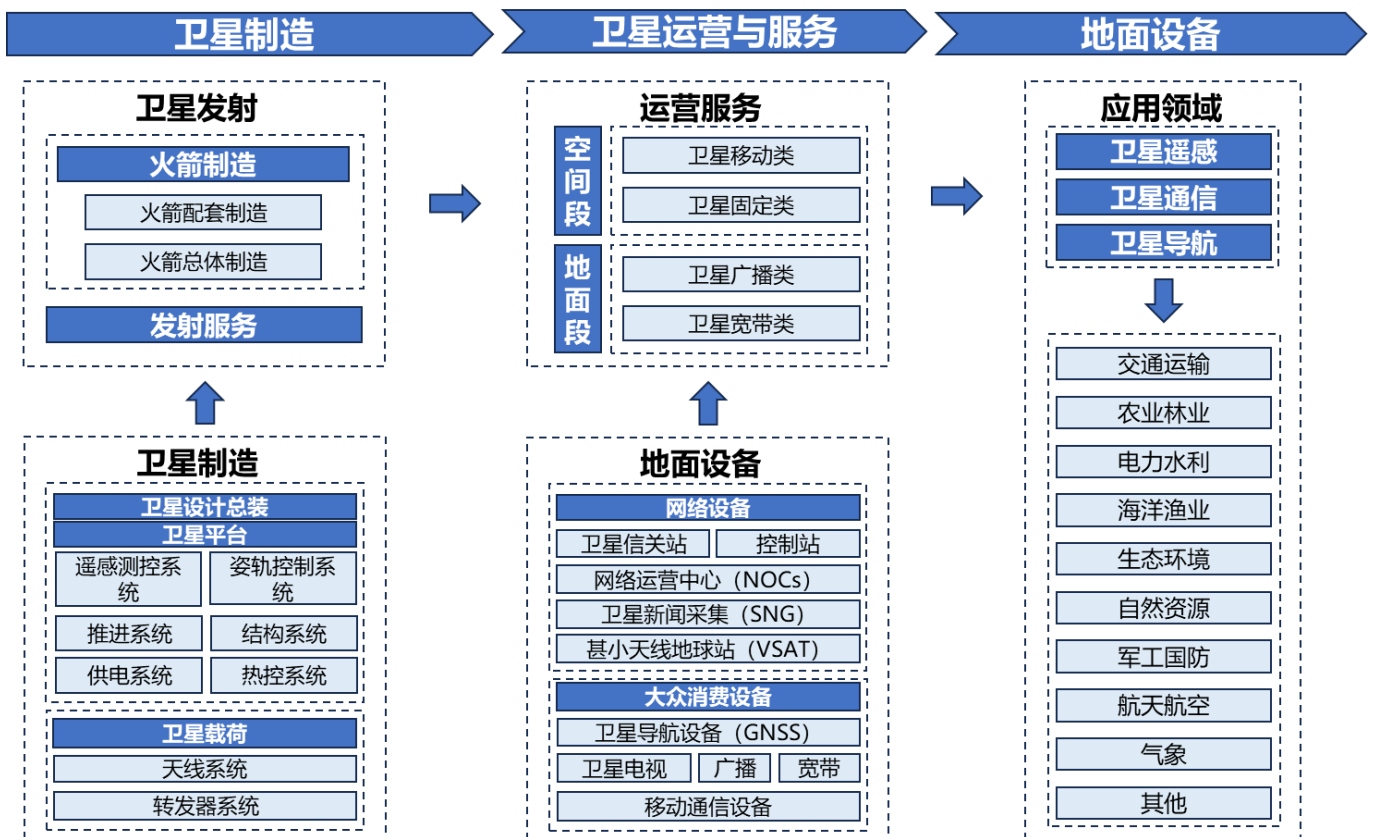 卫星制造
卫星运营与服务
地面设备
卫星发射
火箭制造
火箭配套制造
火箭总体制造
发射服务
卫星制造
卫星设计总装
卫星平台
遥感测控系
统
姿轨控制系
统
推进系统
结构系统
供电系统
热控系统
卫星载荷
天线系统
转发器系统
运营服务
空
间
段
卫星移动类
卫星固定类
地
面
段
卫星广播类
卫星宽带类
地面设备
网络设备
卫星信关站
控制站
网络运营中心（NOCs）
卫星新闻采集（SNG）
甚小天线地球站（VSAT）
大众消费设备
卫星导航设备（GNSS）
卫星电视
广播
宽带
移动通信设备
应用领域
卫星遥感
卫星通信
卫星导航
交通运输
农业林业
电力水利
海洋渔业
生态环境
自然资源
军工国防
航天航空
气象
其他